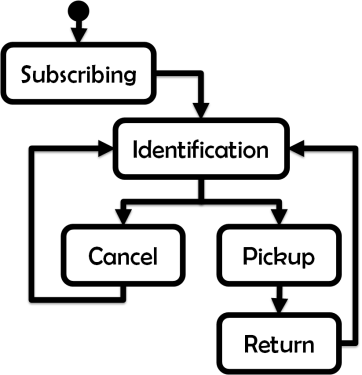 Subscribing
Identification
Cancel
Pickup
Return